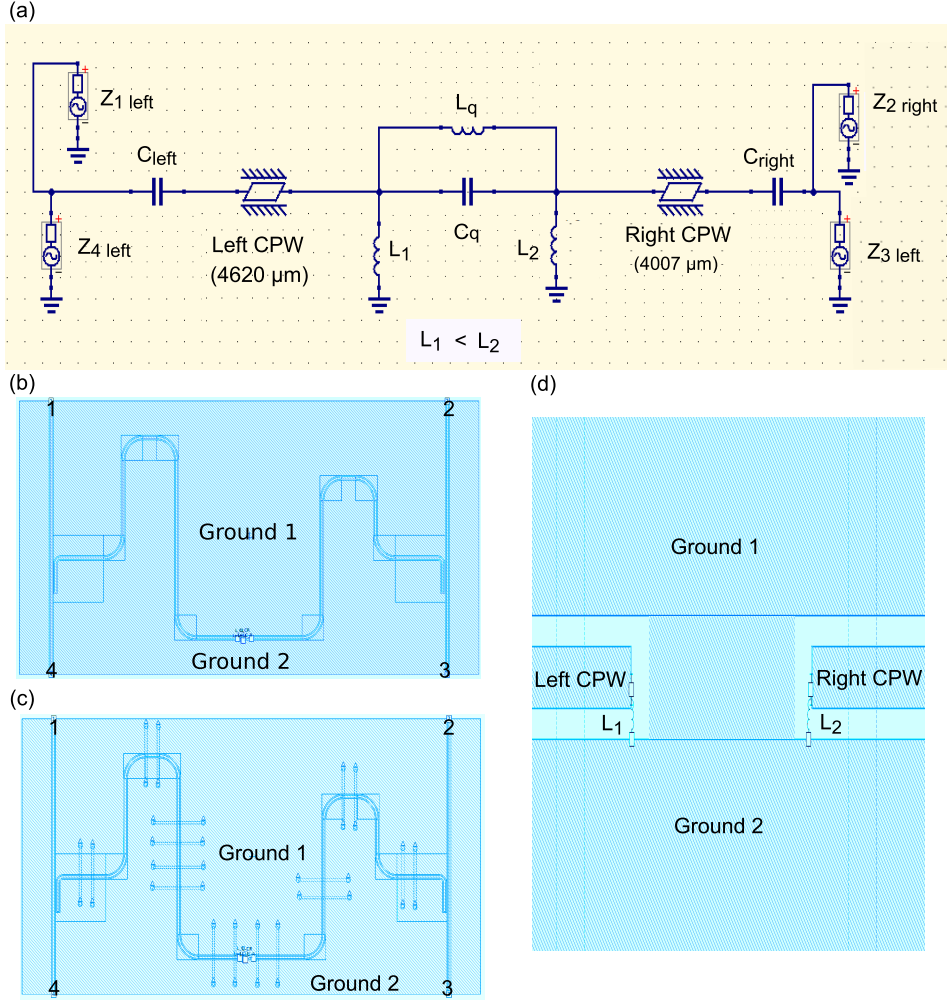 (a)
Z1 left
Z2 right
Lq
Cleft
Cright
Z4 left
Left CPW
(4620 µm)
L1
Cq
L2
Right CPW
(4007 µm)
Z3 left
L1 < L2
(b)
(d)
1
2
Ground 1
Ground 2
4
3
(c)
1
2
Ground 1
Ground 2
4
3
Ground 1
Left CPW
Right CPW
L1
L2
Ground 2